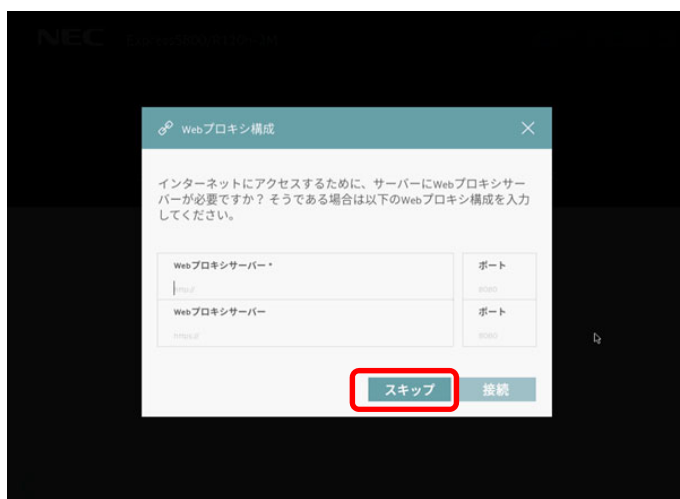 NEC
Webプロキシ構成
インターネットにアクセスするために、サーバーにWebプロキシサー
バーが必要ですか？ そうである場合は以下のWebプロキシ構成を入力
してください。
Webプロキシサーバー *
ポート
http://
8080
Webプロキシサーバー
ポート
https://
8080
スキップ
接続